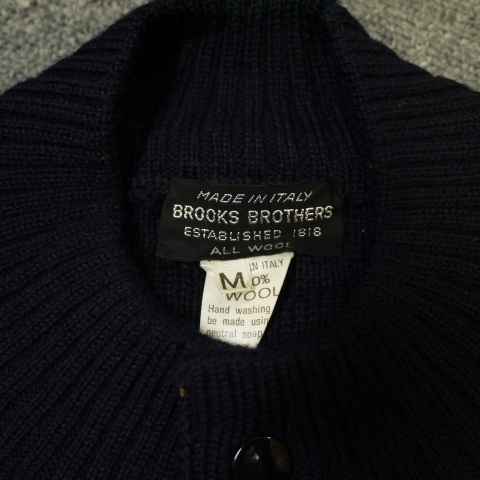 MADE IN ITALY
BROOKS BROTHERS
ESTABLISHED 1818
ALL WOOL
IN ITALY
M 0%
WOOL
Hand washing
be made using
neutral soap